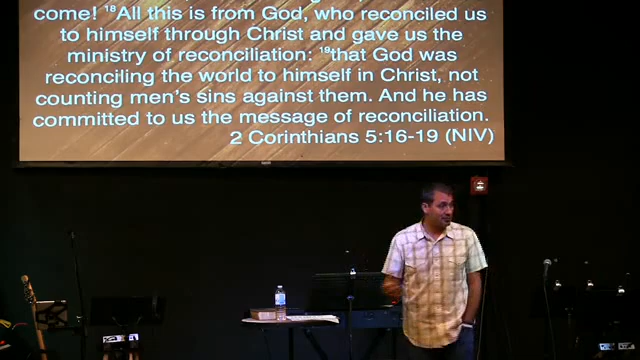 come! ¹⁸All this is from God, who reconciled us
to himself through Christ and gave us the
ministry of reconciliation: ¹⁹that God was
reconciling the world to himself in Christ, not
counting men's sins against them. And he has
committed to us the message of reconciliation.
2 Corinthians 5:16-19 (NIV)